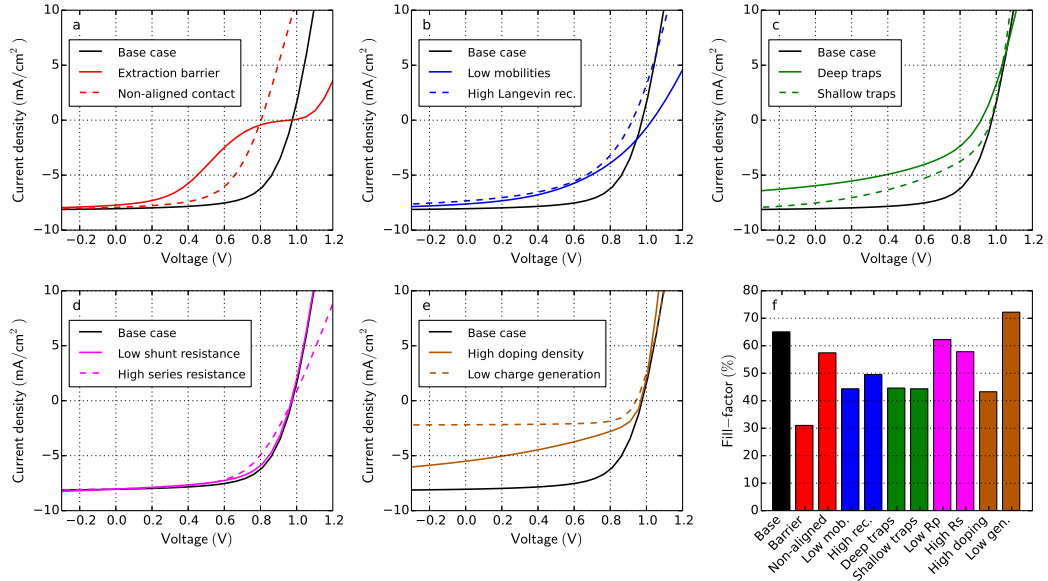 a
Base case
Extraction barrier
Non-aligned contact
10
5
0
−5
−10
Current density (mA/cm²)
−0.2 0.0 0.2 0.4 0.6 0.8 1.0 1.2
Voltage (V)
b
Base case
Low mobilities
High Langevin rec.
10
5
0
−5
−10
Current density (mA/cm²)
−0.2 0.0 0.2 0.4 0.6 0.8 1.0 1.2
Voltage (V)
c
Base case
Deep traps
Shallow traps
10
5
0
−5
−10
Current density (mA/cm²)
−0.2 0.0 0.2 0.4 0.6 0.8 1.0 1.2
Voltage (V)
d
Base case
Low shunt resistance
High series resistance
10
5
0
−5
−10
Current density (mA/cm²)
−0.2 0.0 0.2 0.4 0.6 0.8 1.0 1.2
Voltage (V)
e
Base case
High doping density
Low charge generation
10
5
0
−5
−10
Current density (mA/cm²)
−0.2 0.0 0.2 0.4 0.6 0.8 1.0 1.2
Voltage (V)
f
80
70
60
50
40
30
20
10
0
Fill−factor (%)
Base
Barrier
Non-aligned
Low mob.
High rec.
Deep traps
Shallow traps
Low Rp
High Rs
High doping
Low gen.